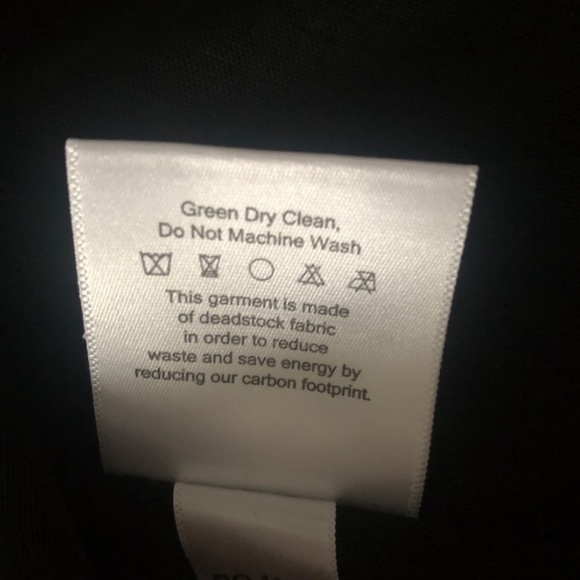 Green Dry Clean,
Do Not Machine Wash
This garment is made
of deadstock fabric
in order to reduce
waste and save energy by
reducing our carbon footprint.